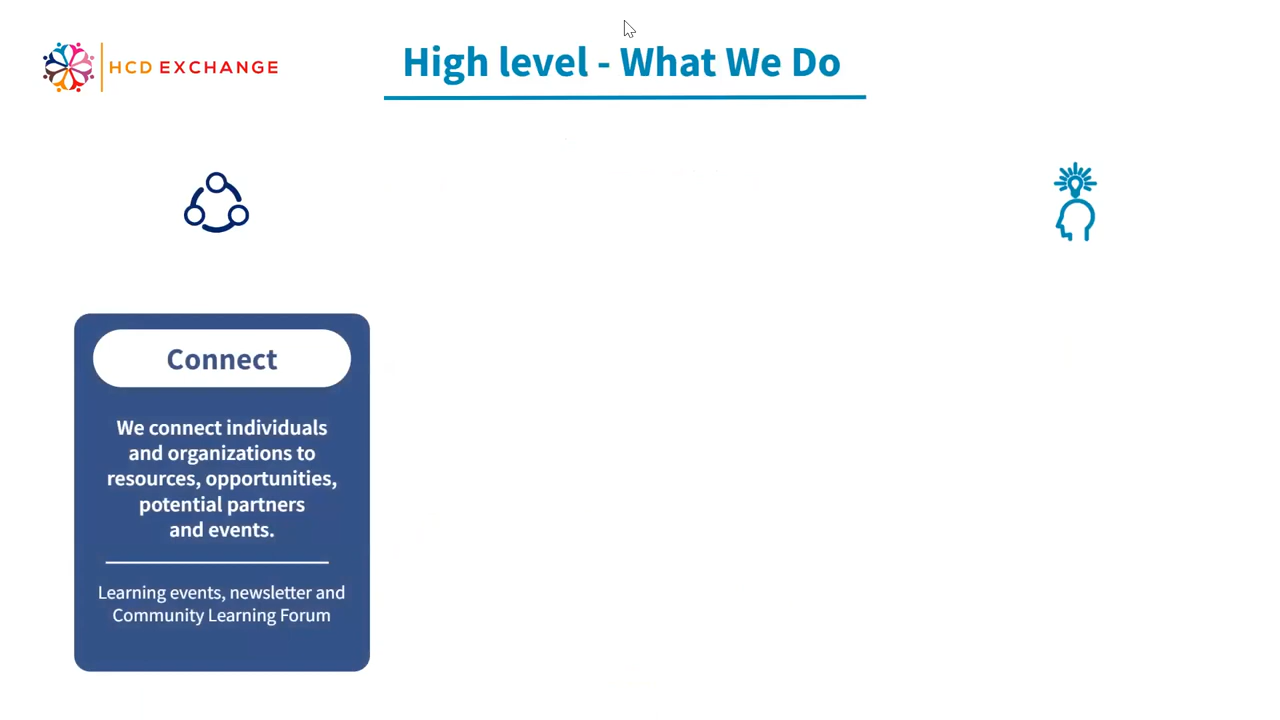 HCD EXCHANGE
High level - What We Do
Connect
We connect individuals
and organizations to
resources, opportunities,
potential partners
and events.
Learning events, newsletter and
Community Learning Forum